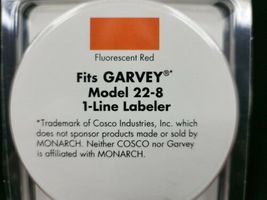 Fluorescent Red
Fits GARVEY®*
Model 22-8
1-Line Labeler
*Trademark of Cosco Industries, Inc. which
does not sponsor products made or sold by
MONARCH. Neither COSCO nor Garvey
is affiliated with MONARCH.